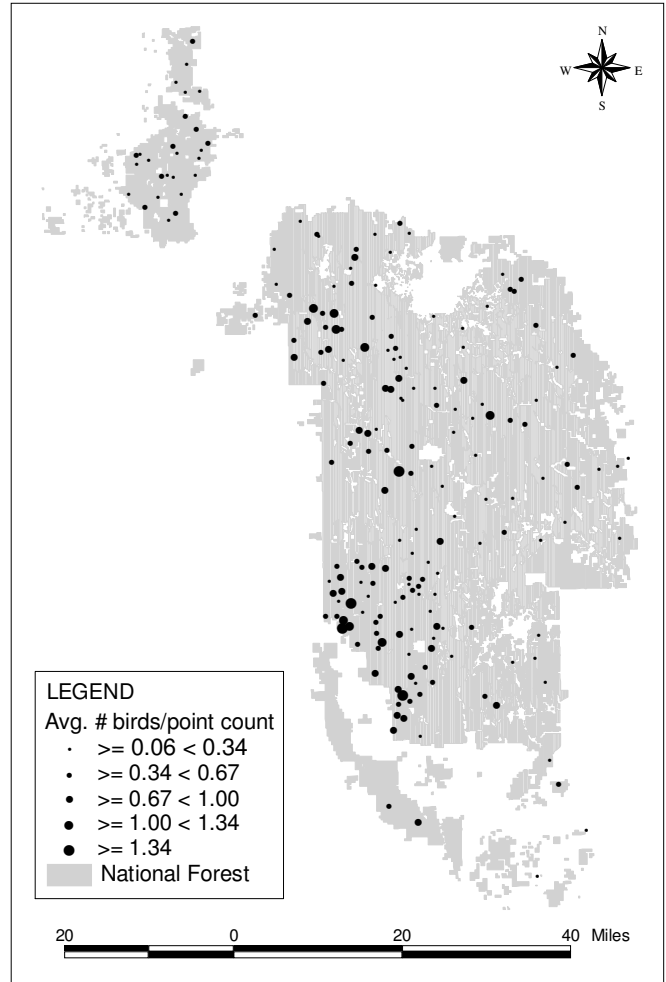 N
W E
S
LEGEND
Avg. # birds/point count
>= 0.06 < 0.34
>= 0.34 < 0.67
>= 0.67 < 1.00
>= 1.00 < 1.34
>= 1.34
National Forest
20 0 20 40 Miles